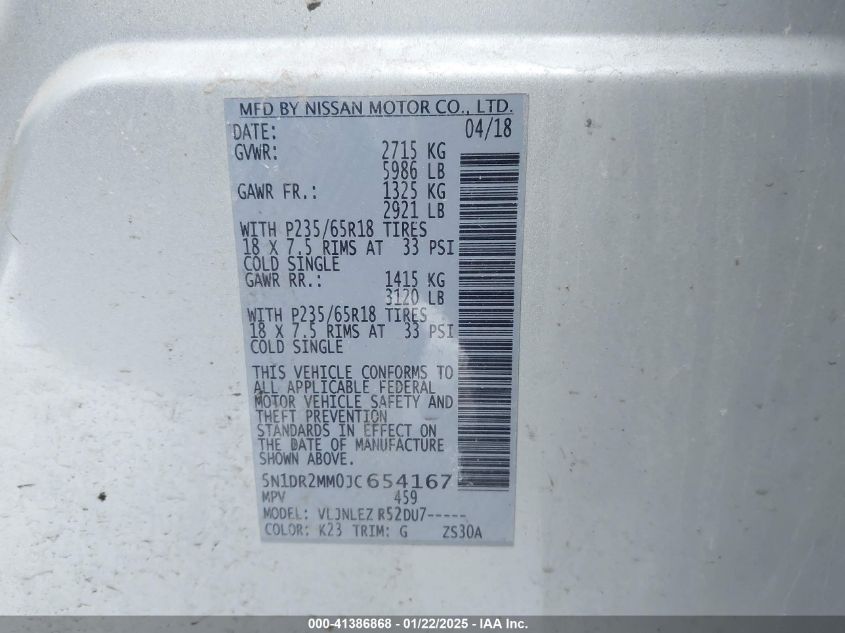 MFD BY NISSAN MOTOR CO., LTD.
DATE: 04/18
GVWR: 2715 KG
5986 LB
GAWR FR.: 1325 KG
2921 LB
WITH P235/65R18 TIRES
18 X 7.5 RIMS AT 33 PSI
COLD SINGLE
GAWR RR.: 1415 KG
3120 LB
WITH P235/65R18 TIRES
18 X 7.5 RIMS AT 33 PSI
COLD SINGLE
THIS VEHICLE CONFORMS TO
ALL APPLICABLE FEDERAL
MOTOR VEHICLE SAFETY AND
THEFT PREVENTION
STANDARDS IN EFFECT ON
THE DATE OF MANUFACTURE
SHOWN ABOVE.
5N1DR2MM0JC654167
MPV 459
MODEL: VLJNLEZ R52DU7-----
COLOR: K23 TRIM: G ZS30A
000-41386868 - 01/22/2025 - IAA Inc.